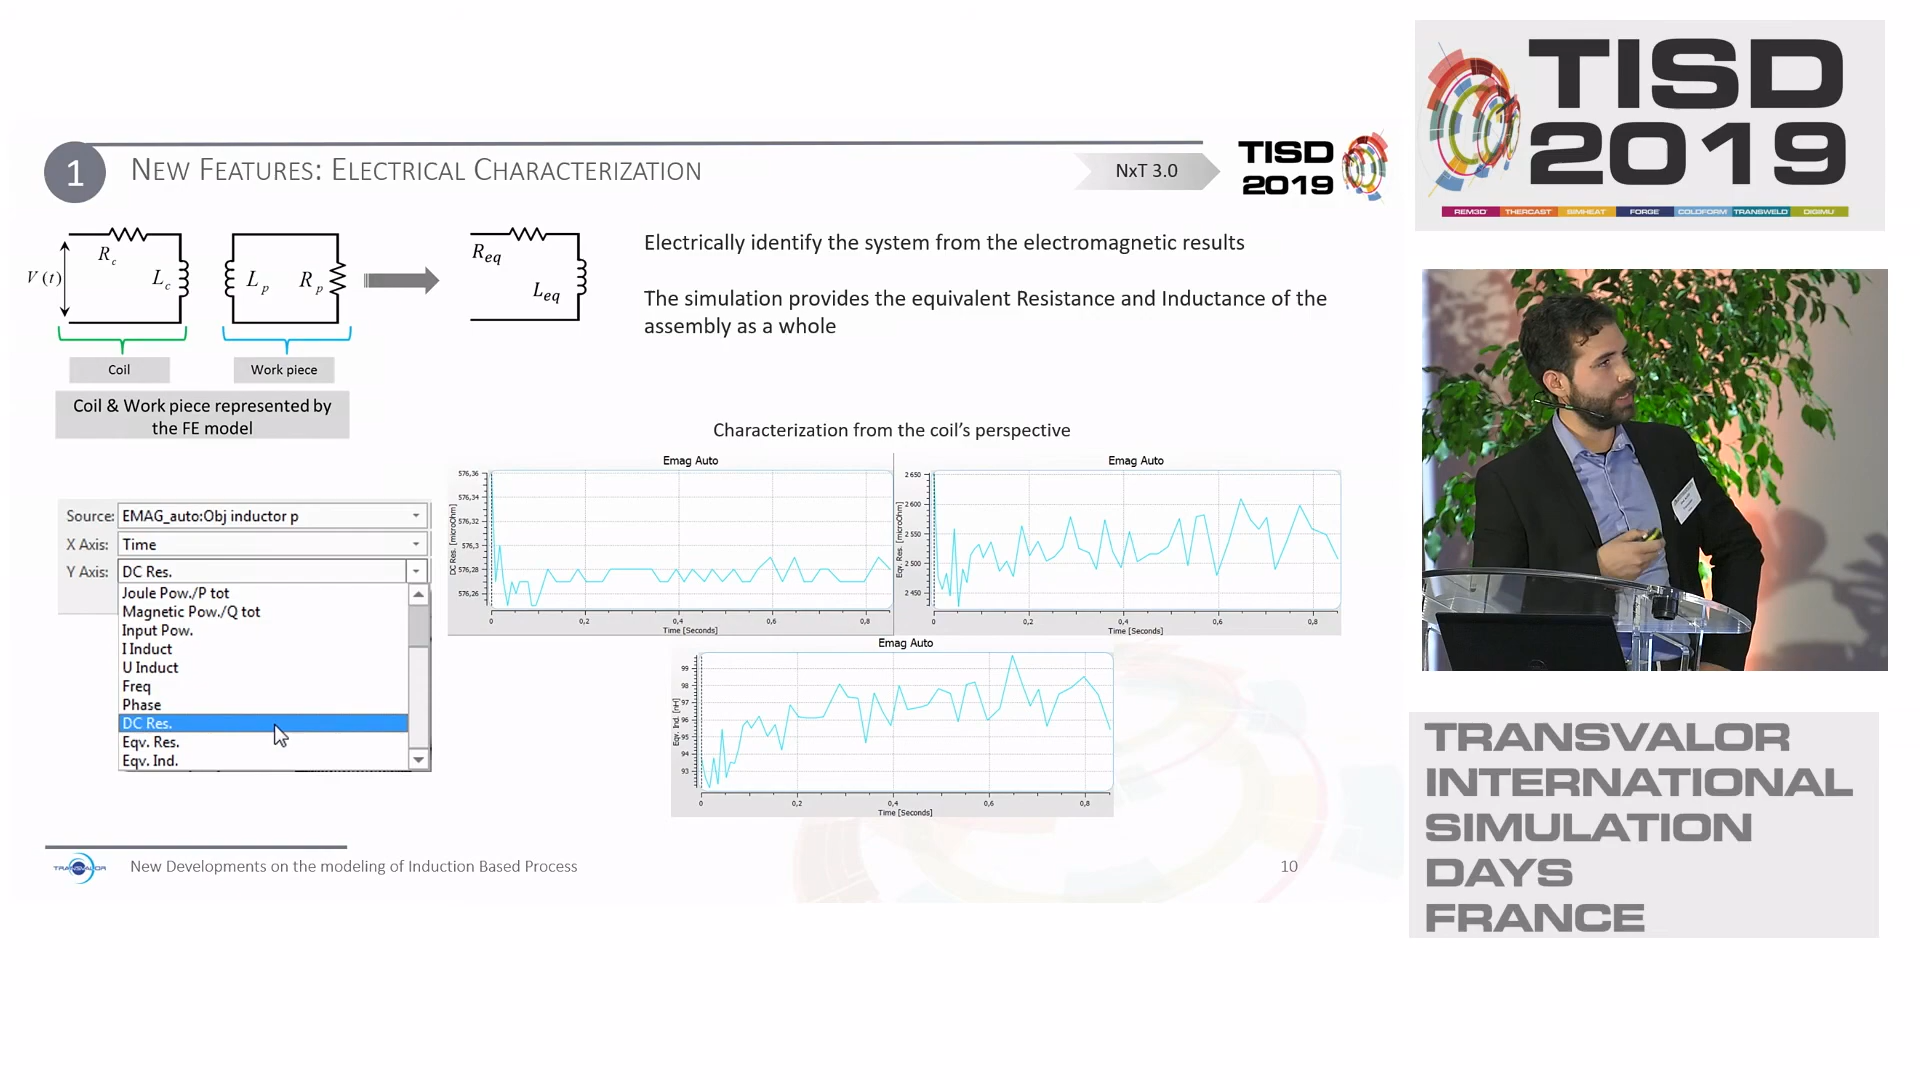 1
NEW FEATURES: ELECTRICAL CHARACTERIZATION
NxT 3.0
TISD
2019
R c
V (t)
L c
L p
R p
Req
Leq
Coil
Work piece
Coil & Work piece represented by
the FE model
Electrically identify the system from the electromagnetic results
The simulation provides the equivalent Resistance and Inductance of the
assembly as a whole
Characterization from the coil's perspective
Source: EMAG_auto:Obj inductor p
X Axis: Time
Y Axis: DC Res.
Joule Pow./P tot
Magnetic Pow./Q tot
Input Pow.
I Induct
U Induct
Freq
Phase
DC Res.
Eqv. Res.
Eqv. Ind.
Emag Auto
DC Res. [microOhm]
576,36
576,34
576,32
576,3
576,28
576,26
0
0,2
0,4
0,6
0,8
Time [Seconds]
Emag Auto
Eqv. Res. [microOhm]
2 650
2 600
2 550
2 500
2 450
0
0,2
0,4
0,6
0,8
Time [Seconds]
Emag Auto
Eqv. Ind. [nH]
99
98
97
96
95
94
93
0
0,2
0,4
0,6
0,8
Time [Seconds]
TRANSVALOR
New Developments on the modeling of Induction Based Process
10
TISD
2019
REM3D THERCAST SIMHEAT FORGE COLDFORM TRANSWELD DIGIMU
TRANSVALOR
INTERNATIONAL
SIMULATION
DAYS
FRANCE